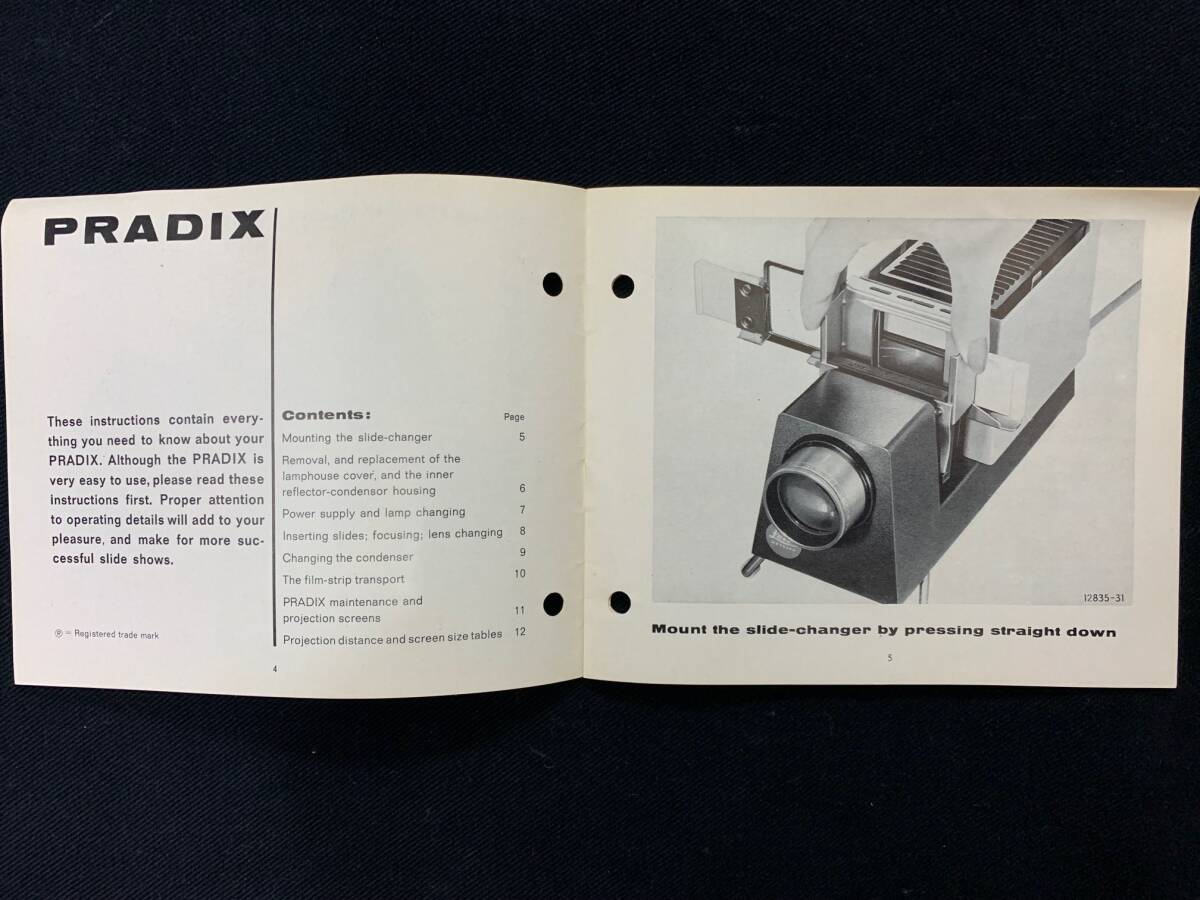 PRADIX
These instructions contain every-
thing you need to know about your
PRADIX. Although the PRADIX is
very easy to use, please read these
instructions first. Proper attention
to operating details will add to your
pleasure, and make for more suc-
cessful slide shows.
® = Registered trade mark
Contents: Page
Mounting the slide-changer 5
Removal, and replacement of the
lamphouse cover, and the inner
reflector-condensor housing 6
Power supply and lamp changing 7
Inserting slides; focusing; lens changing 8
Changing the condenser 9
The film-strip transport 10
PRADIX maintenance and
projection screens 11
Projection distance and screen size tables 12
4
12835-31
Mount the slide-changer by pressing straight down
5